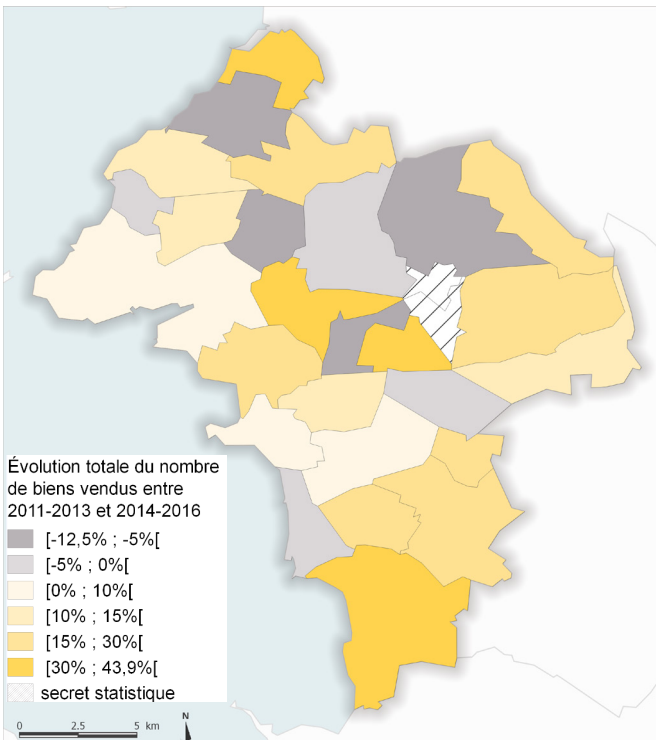 Évolution totale du nombre
de biens vendus entre
2011-2013 et 2014-2016
[-12,5% ; -5%[
[-5% ; 0%[
[0% ; 10%[
[10% ; 15%[
[15% ; 30%[
[30% ; 43,9%[
secret statistique
0 2.5 5 km
N